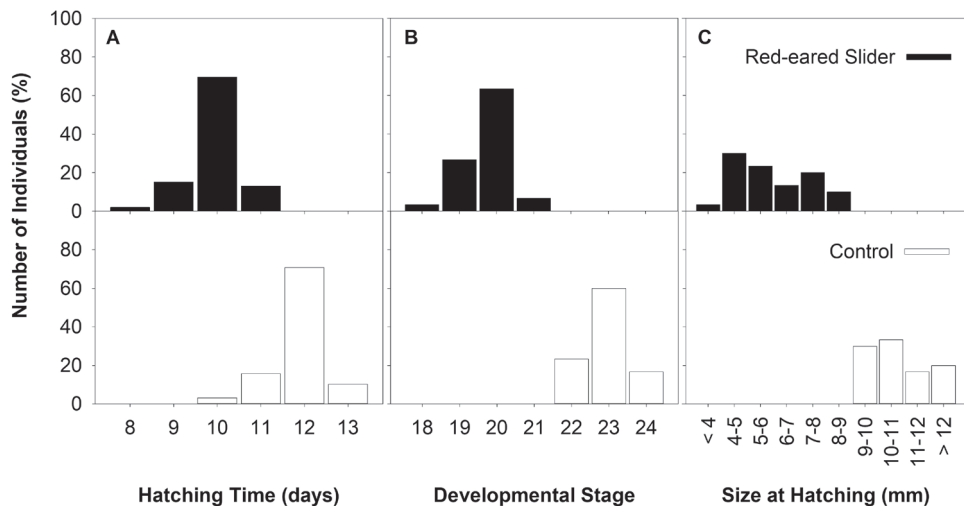 Number of Individuals (%)
100
80
60
40
20
0
80
60
40
20
0
A
B
C
Red-eared Slider
Control
8 9 10 11 12 13
18 19 20 21 22 23 24
< 4 4-5 5-6 6-7 7-8 8-9 9-10 10-11 11-12 > 12
Hatching Time (days)
Developmental Stage
Size at Hatching (mm)